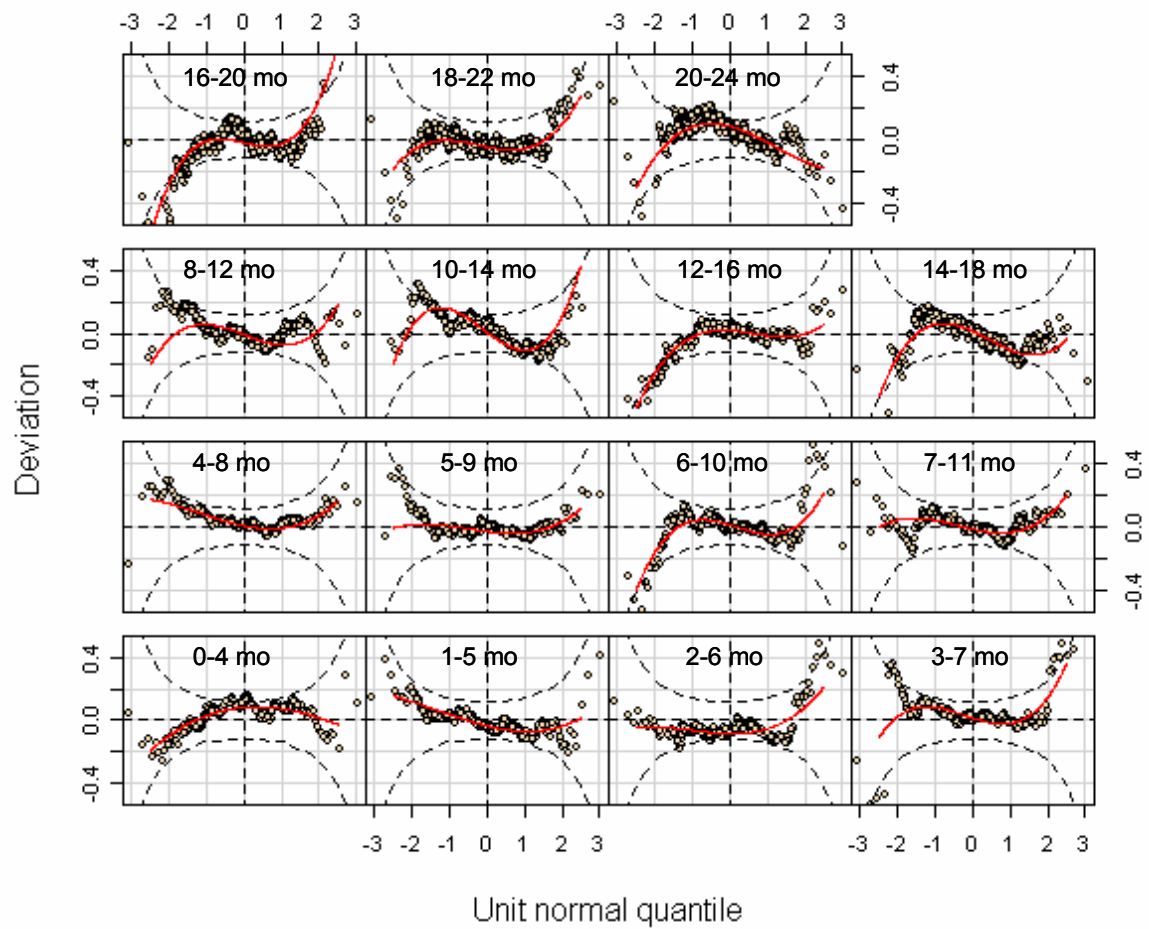 -3 -2 -1 0 1 2 3 -3 -2 -1 0 1 2 3
16-20 mo 18-22 mo 20-24 mo
0.4
0.0
-0.4
8-12 mo 10-14 mo 12-16 mo 14-18 mo
0.4
0.0
-0.4
Deviation
4-8 mo 5-9 mo 6-10 mo 7-11 mo
0.4
0.0
-0.4
0-4 mo 1-5 mo 2-6 mo 3-7 mo
0.4
0.0
-0.4
-3 -2 -1 0 1 2 3 -3 -2 -1 0 1 2 3
Unit normal quantile